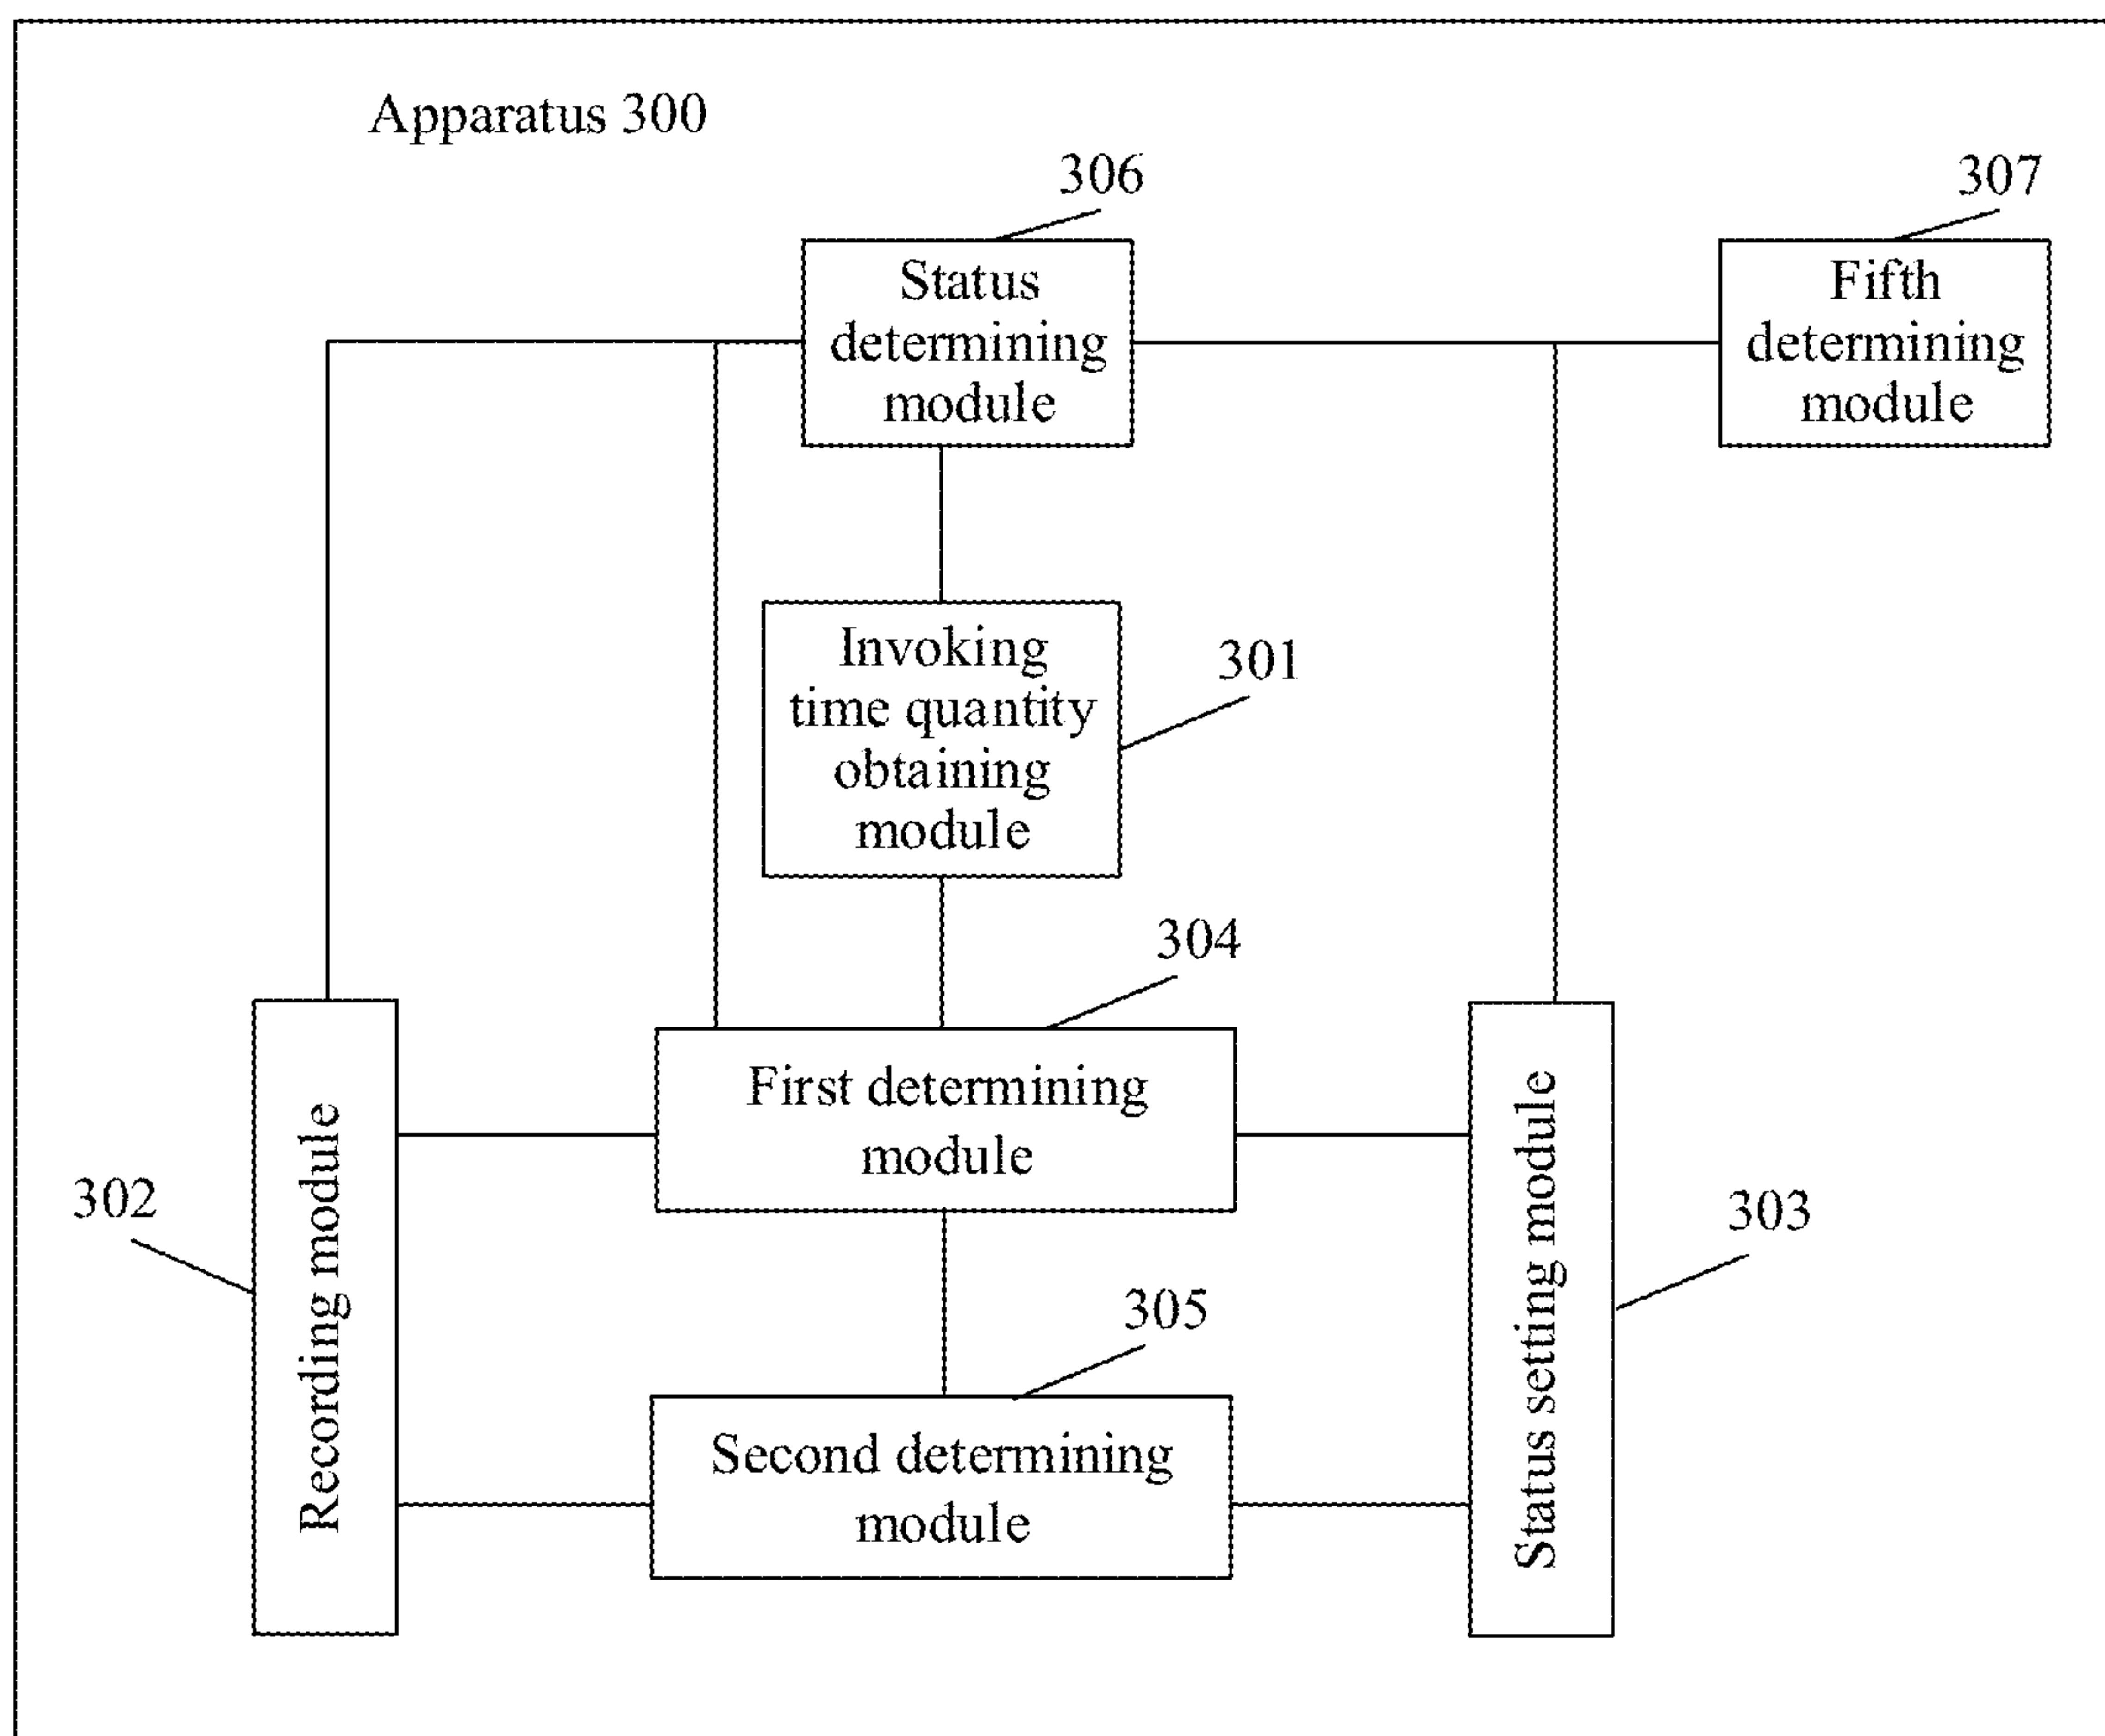 Apparatus 300
306
307
Status
determining
module
Fifth
determining
module
Invoking
time quantity
obtaining
module
301
304
First determining
module
302
Recording module
Status setting module
303
305
Second determining
module